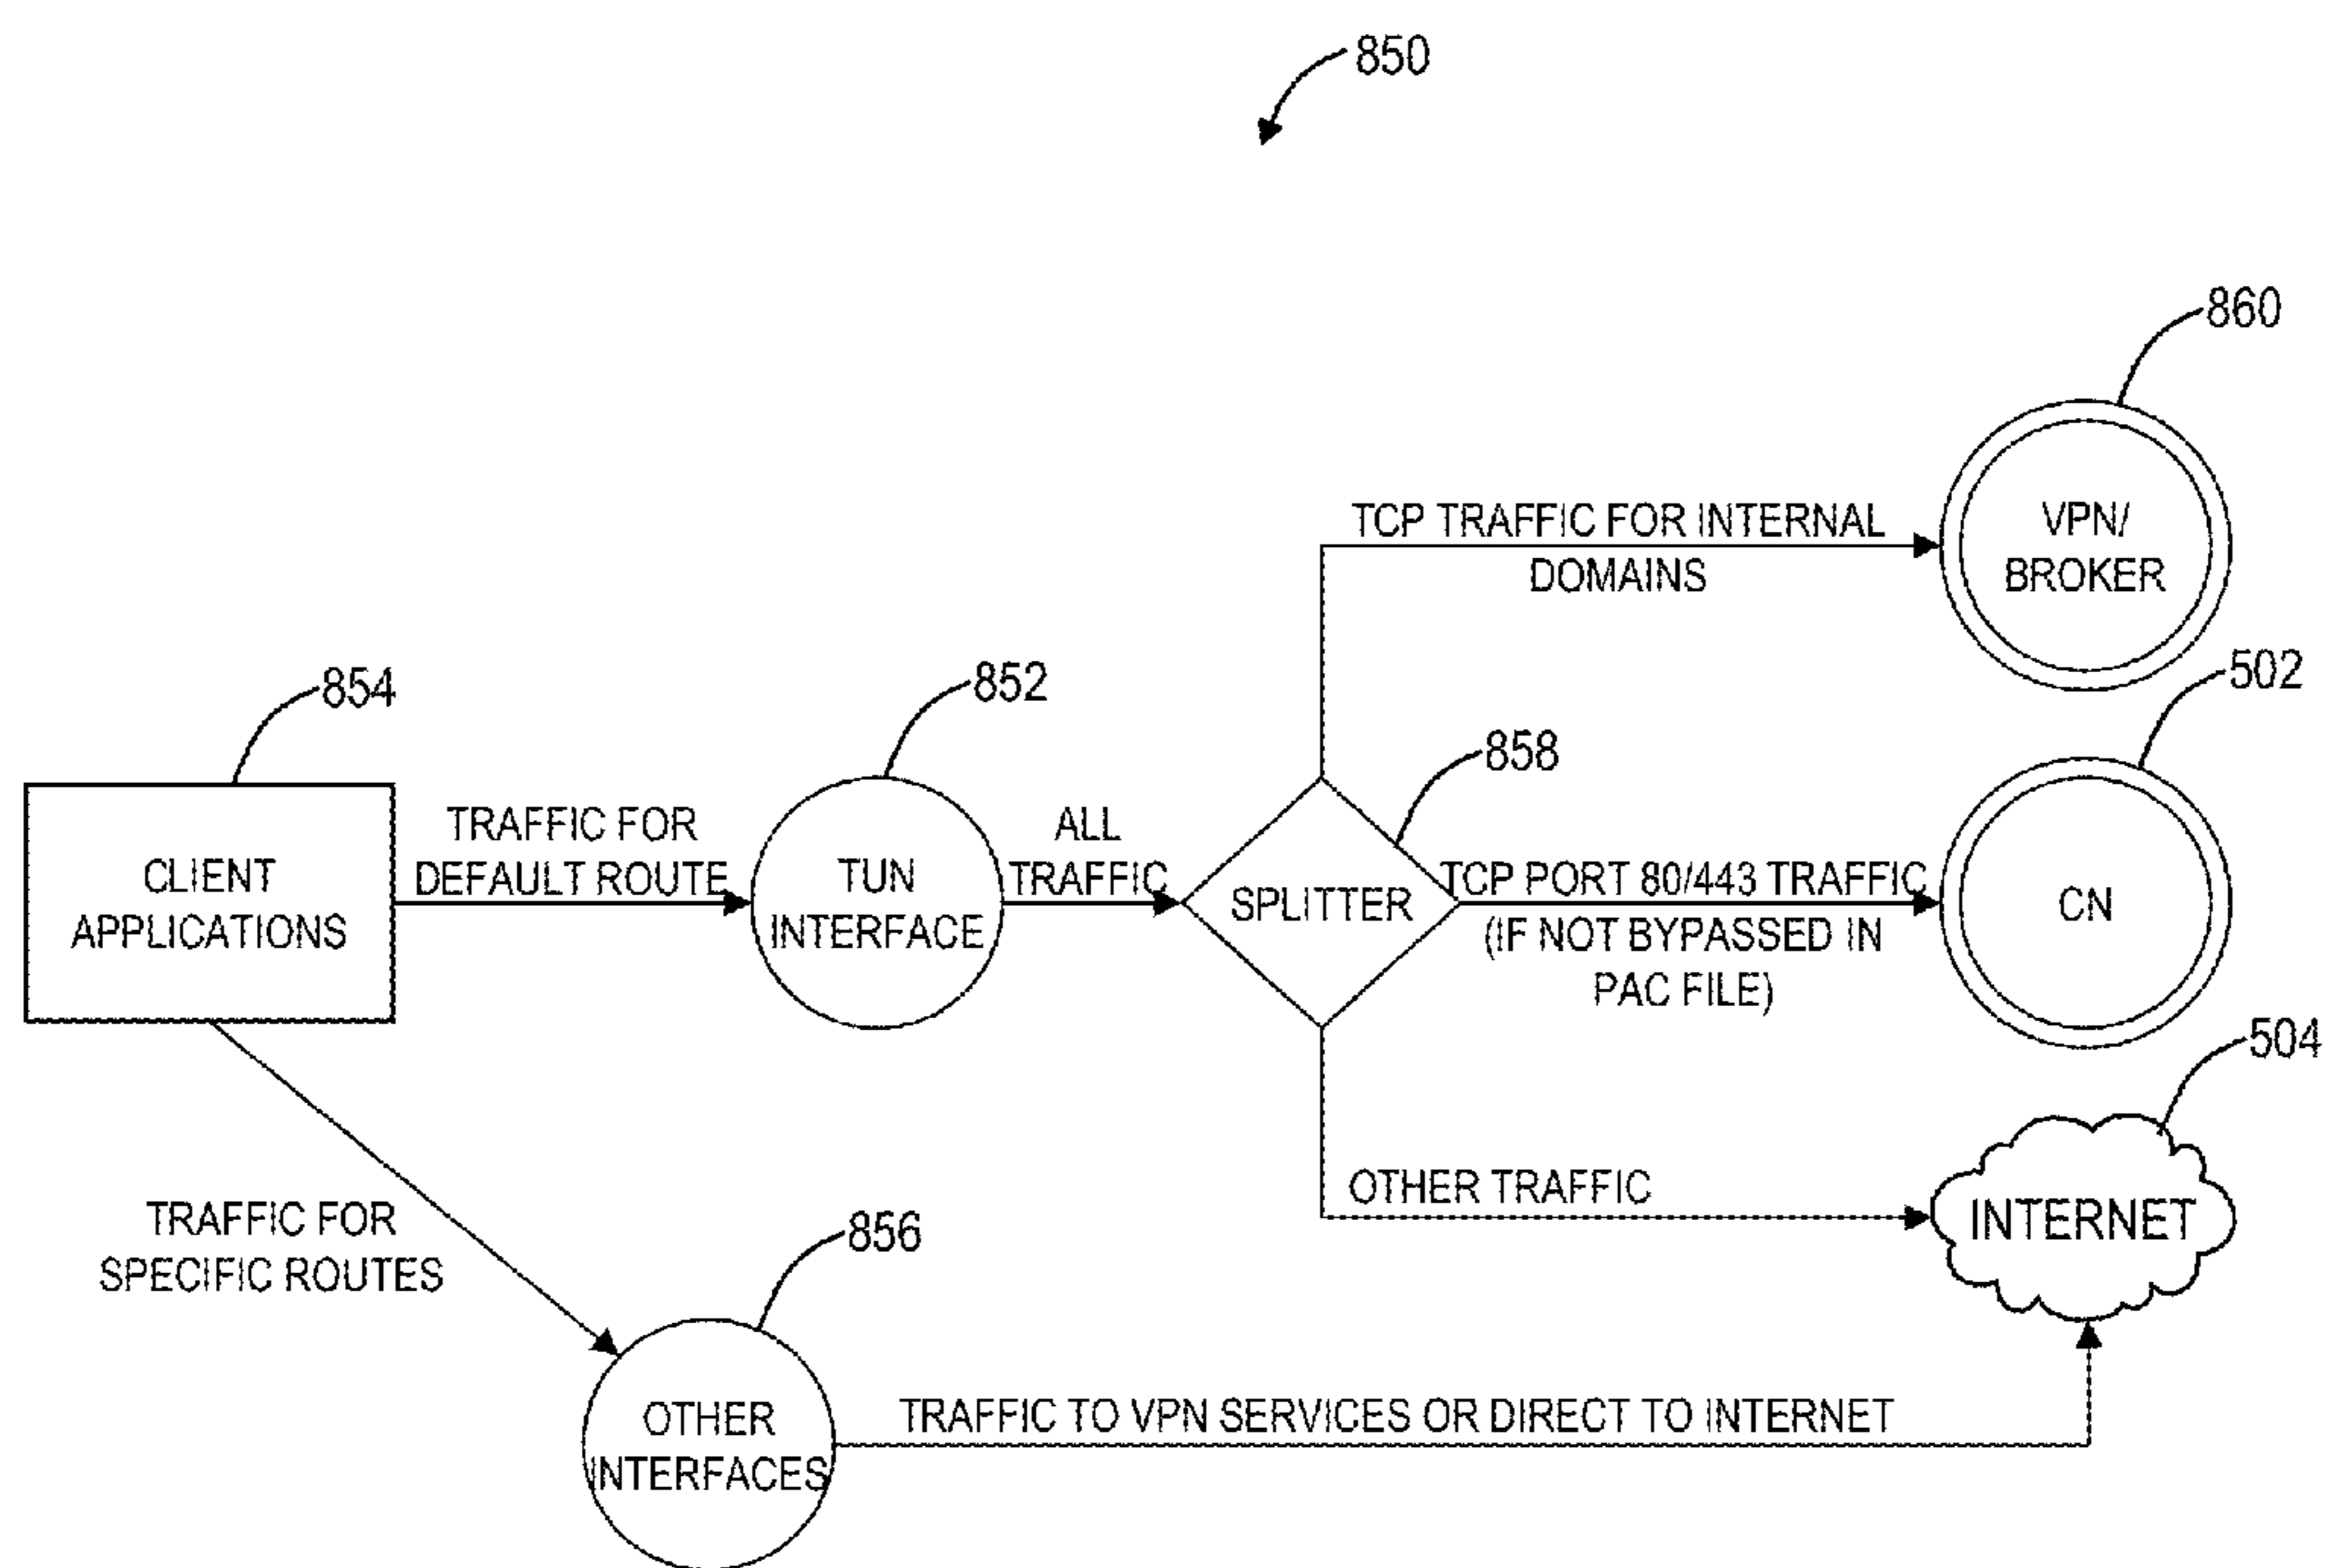 850
860
VPN/
BROKER
TCP TRAFFIC FOR INTERNAL
DOMAINS
502
854
852
858
CLIENT
APPLICATIONS
TRAFFIC FOR
DEFAULT ROUTE
TUN
INTERFACE
ALL
TRAFFIC
SPLITTER
TCP PORT 80/443 TRAFFIC
(IF NOT BYPASSED IN
PAC FILE)
CN
504
OTHER TRAFFIC
INTERNET
TRAFFIC FOR
SPECIFIC ROUTES
856
OTHER
INTERFACES
TRAFFIC TO VPN SERVICES OR DIRECT TO INTERNET